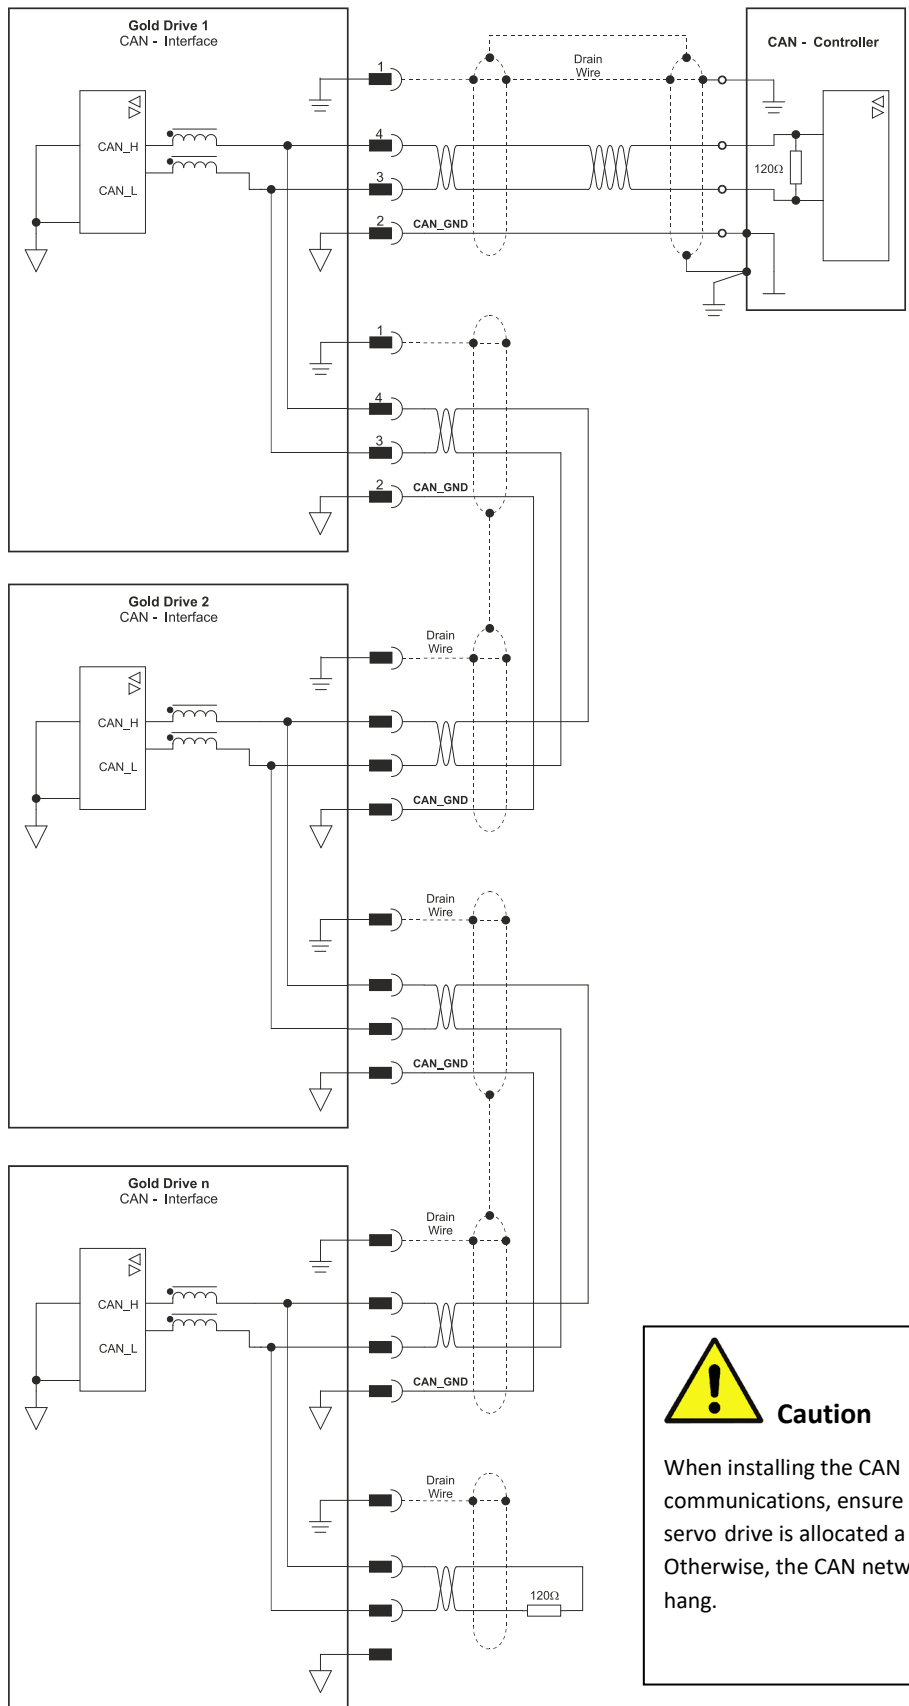 Gold Drive 1
CAN - Interface
CAN_H
CAN_L
1
4
3
2
CAN_GND
Drain
Wire
CAN - Controller
120Ω
1
4
3
2
CAN_GND
Gold Drive 2
CAN - Interface
CAN_H
CAN_L
Drain
Wire
CAN_GND
Drain
Wire
CAN_GND
Gold Drive n
CAN - Interface
CAN_H
CAN_L
Drain
Wire
CAN_GND
Drain
Wire
120Ω
Caution
When installing the CAN
communications, ensure
servo drive is allocated a
Otherwise, the CAN netw
hang.